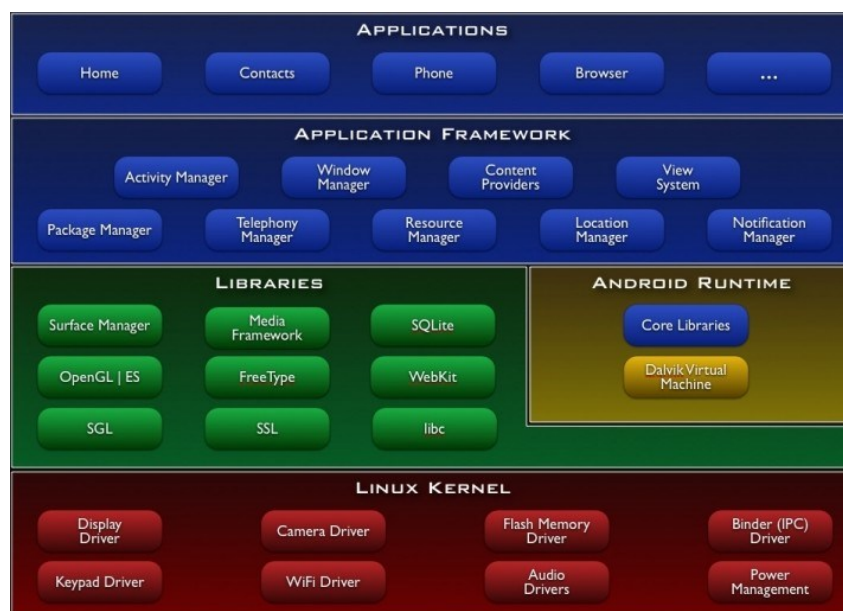 APPLICATIONS
Home
Contacts
Phone
Browser
...
APPLICATION FRAMEWORK
Activity Manager
Window
Manager
Content
Providers
View
System
Package Manager
Telephony
Manager
Resource
Manager
Location
Manager
Notification
Manager
LIBRARIES
Surface Manager
Media
Framework
SQLite
OpenGL | ES
FreeType
WebKit
SGL
SSL
libc
ANDROID RUNTIME
Core Libraries
Dalvik Virtual
Machine
LINUX KERNEL
Display
Driver
Camera Driver
Flash Memory
Driver
Binder (IPC)
Driver
Keypad Driver
WiFi Driver
Audio
Drivers
Power
Management